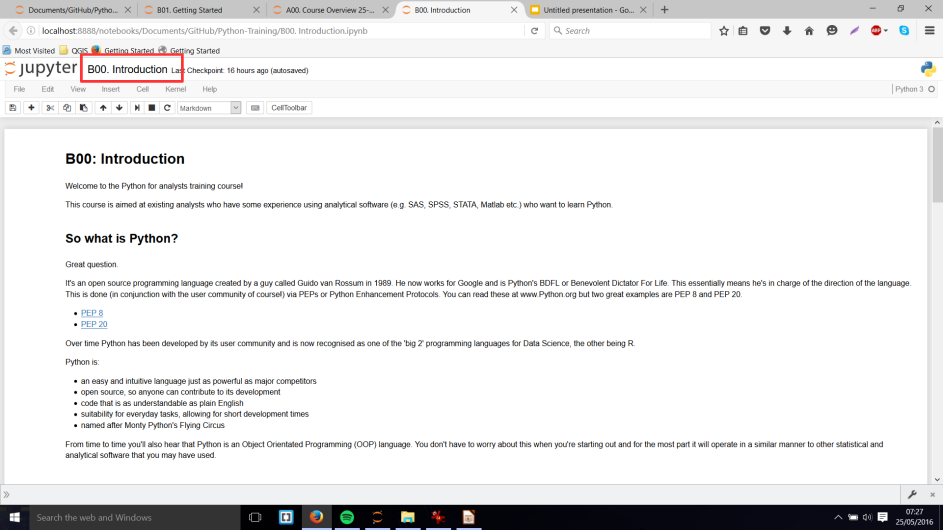 Documents/GitHub/Pytho...
B01. Getting Started
A00. Course Overview 25-...
B00. Introduction
Untitled presentation - Go...
localhost:8888/notebooks/Documents/GitHub/Python-Training/B00. Introduction.ipynb
Search
ABP
Most Visited QGIS Getting Started Getting Started
jupyter B00. Introduction Last Checkpoint: 16 hours ago (autosaved)
File Edit View Insert Cell Kernel Help Python 3
Markdown CellToolbar
B00: Introduction
Welcome to the Python for analysts training course!
This course is aimed at existing analysts who have some experience using analytical software (e.g. SAS, SPSS, STATA, Matlab etc.) who want to learn Python.
So what is Python?
Great question.
It's an open source programming language created by a guy called Guido van Rossum in 1989. He now works for Google and is Python's BDFL or Benevolent Dictator For Life. This essentially means he's in charge of the direction of the language.
This is done (in conjunction with the user community of course!) via PEPs or Python Enhancement Protocols. You can read these at www.Python.org but two great examples are PEP 8 and PEP 20.
• PEP 8
• PEP 20
Over time Python has been developed by its user community and is now recognised as one of the 'big 2' programming languages for Data Science, the other being R.
Python is:
• an easy and intuitive language just as powerful as major competitors
• open source, so anyone can contribute to its development
• code that is as understandable as plain English
• suitability for everyday tasks, allowing for short development times
• named after Monty Python's Flying Circus
From time to time you'll also hear that Python is an Object Orientated Programming (OOP) language. You don't have to worry about this when you're starting out and for the most part it will operate in a similar manner to other statistical and
analytical software that you may have used.
Search the web and Windows
07:27
25/05/2016